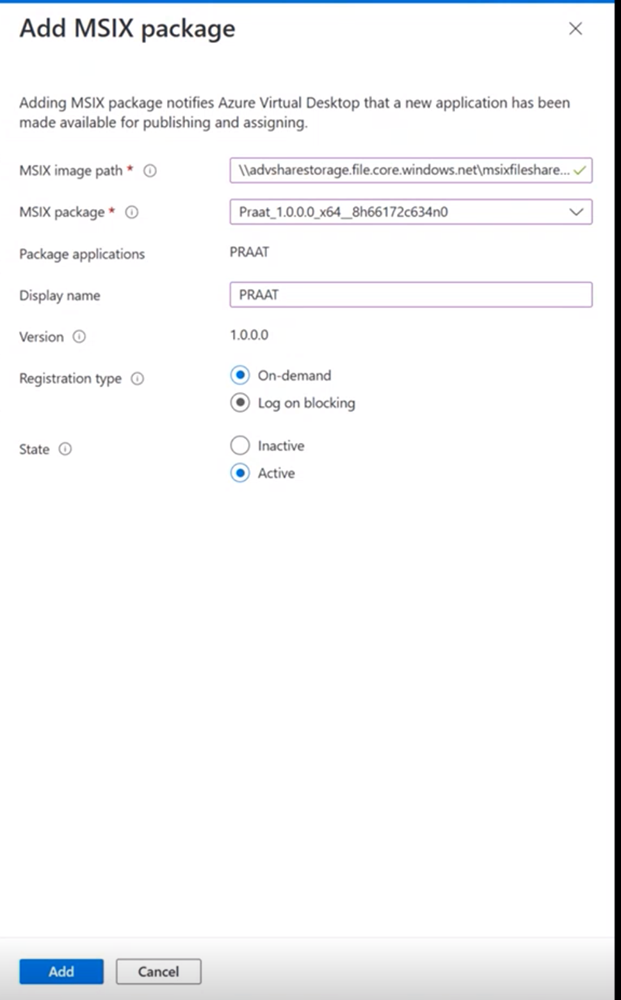 Add MSIX package
Adding MSIX package notifies Azure Virtual Desktop that a new application has been
made available for publishing and assigning.
MSIX image path * \\advsharestorage.file.core.windows.net\msixfileshare...
MSIX package * Praat_1.0.0.0_x64__8h66172c634n0
Package applications PRAAT
Display name PRAAT
Version 1.0.0.0
Registration type On-demand
Log on blocking
State Inactive
Active
Add Cancel